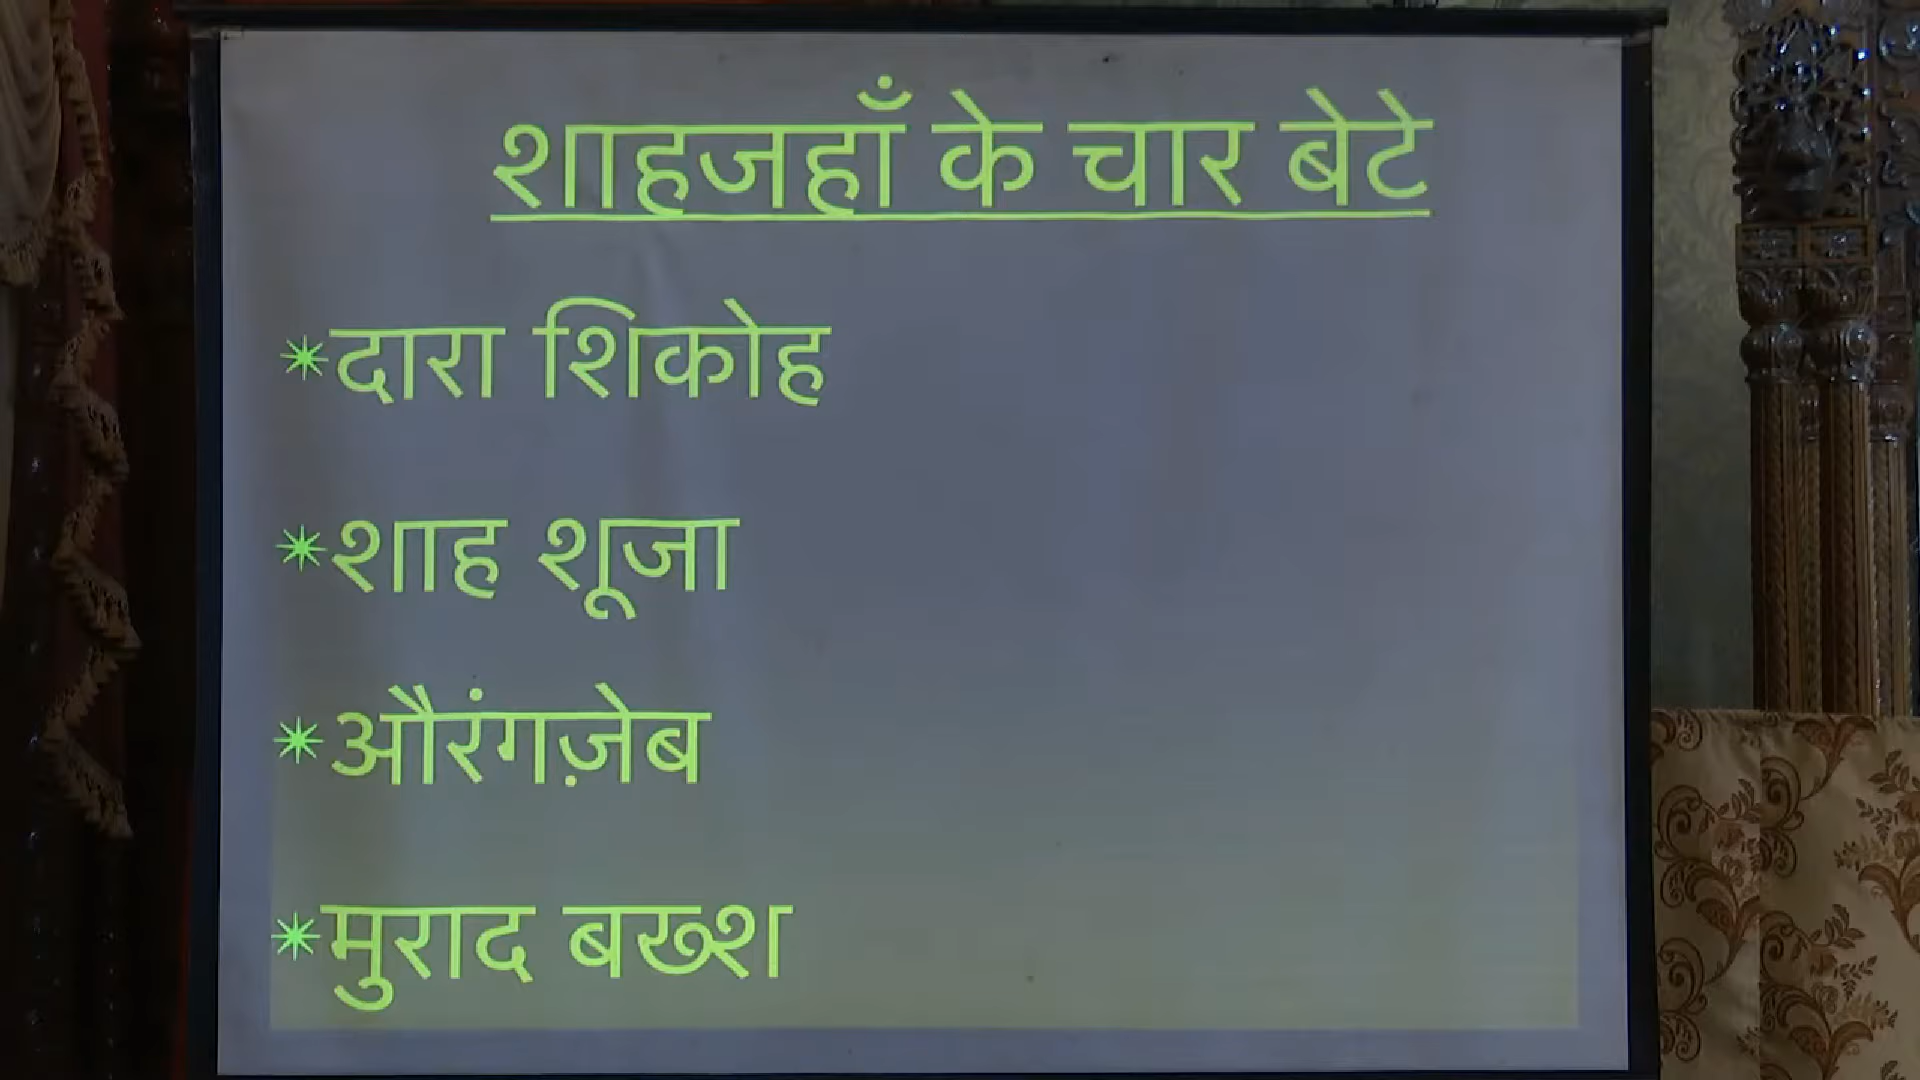 शाहजहाँ के चार बेटे
✴दारा शिकोह
✴शाह शूजा
✴औरंगज़ेब
✴मुराद बख्श